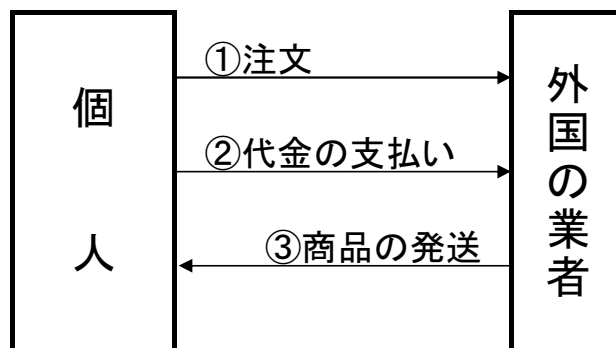 個人
①注文
②代金の支払い
③商品の発送
外国の業者